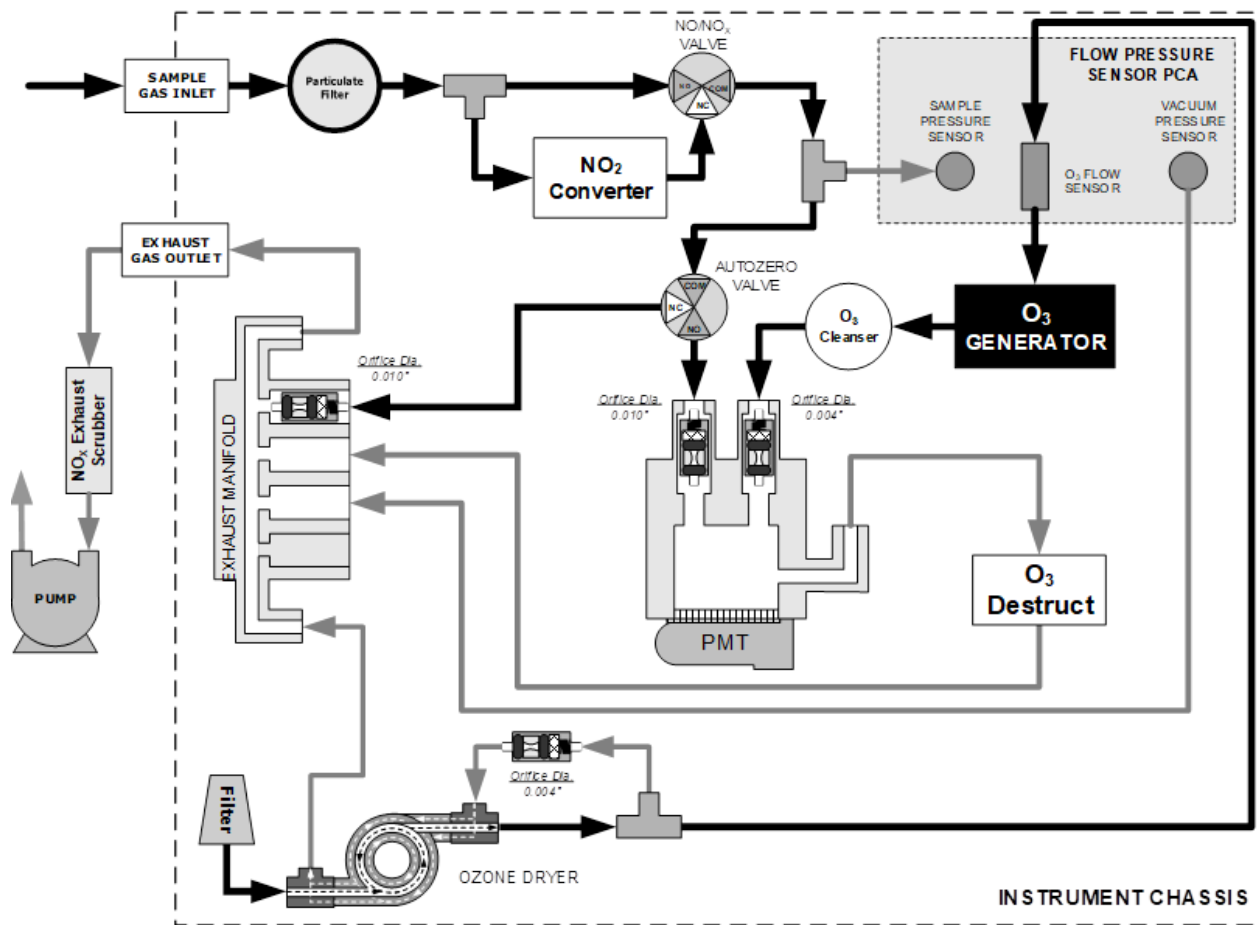 SAMPLE
GAS INLET
Particulate
Filter
NO/NOX
VALVE
NO
COM
NC
NO2
Converter
FLOW PRESSURE
SENSOR PCA
SAMPLE
PRESSURE
SENSOR
O3 FLOW
SENSOR
VACUUM
PRESSURE
SENSOR
EXHAUST
GAS OUTLET
AUTOZERO
VALVE
COM
NC
NO
O3
Cleanser
O3
GENERATOR
Orifice Dia.
0.010"
Orifice Dia.
0.010"
Orifice Dia.
0.004"
NOX Exhaust
Scrubber
EXHAUST MANIFOLD
PUMP
O3
Destruct
PMT
Orifice Dia.
0.004"
Filter
OZONE DRYER
INSTRUMENT CHASSIS